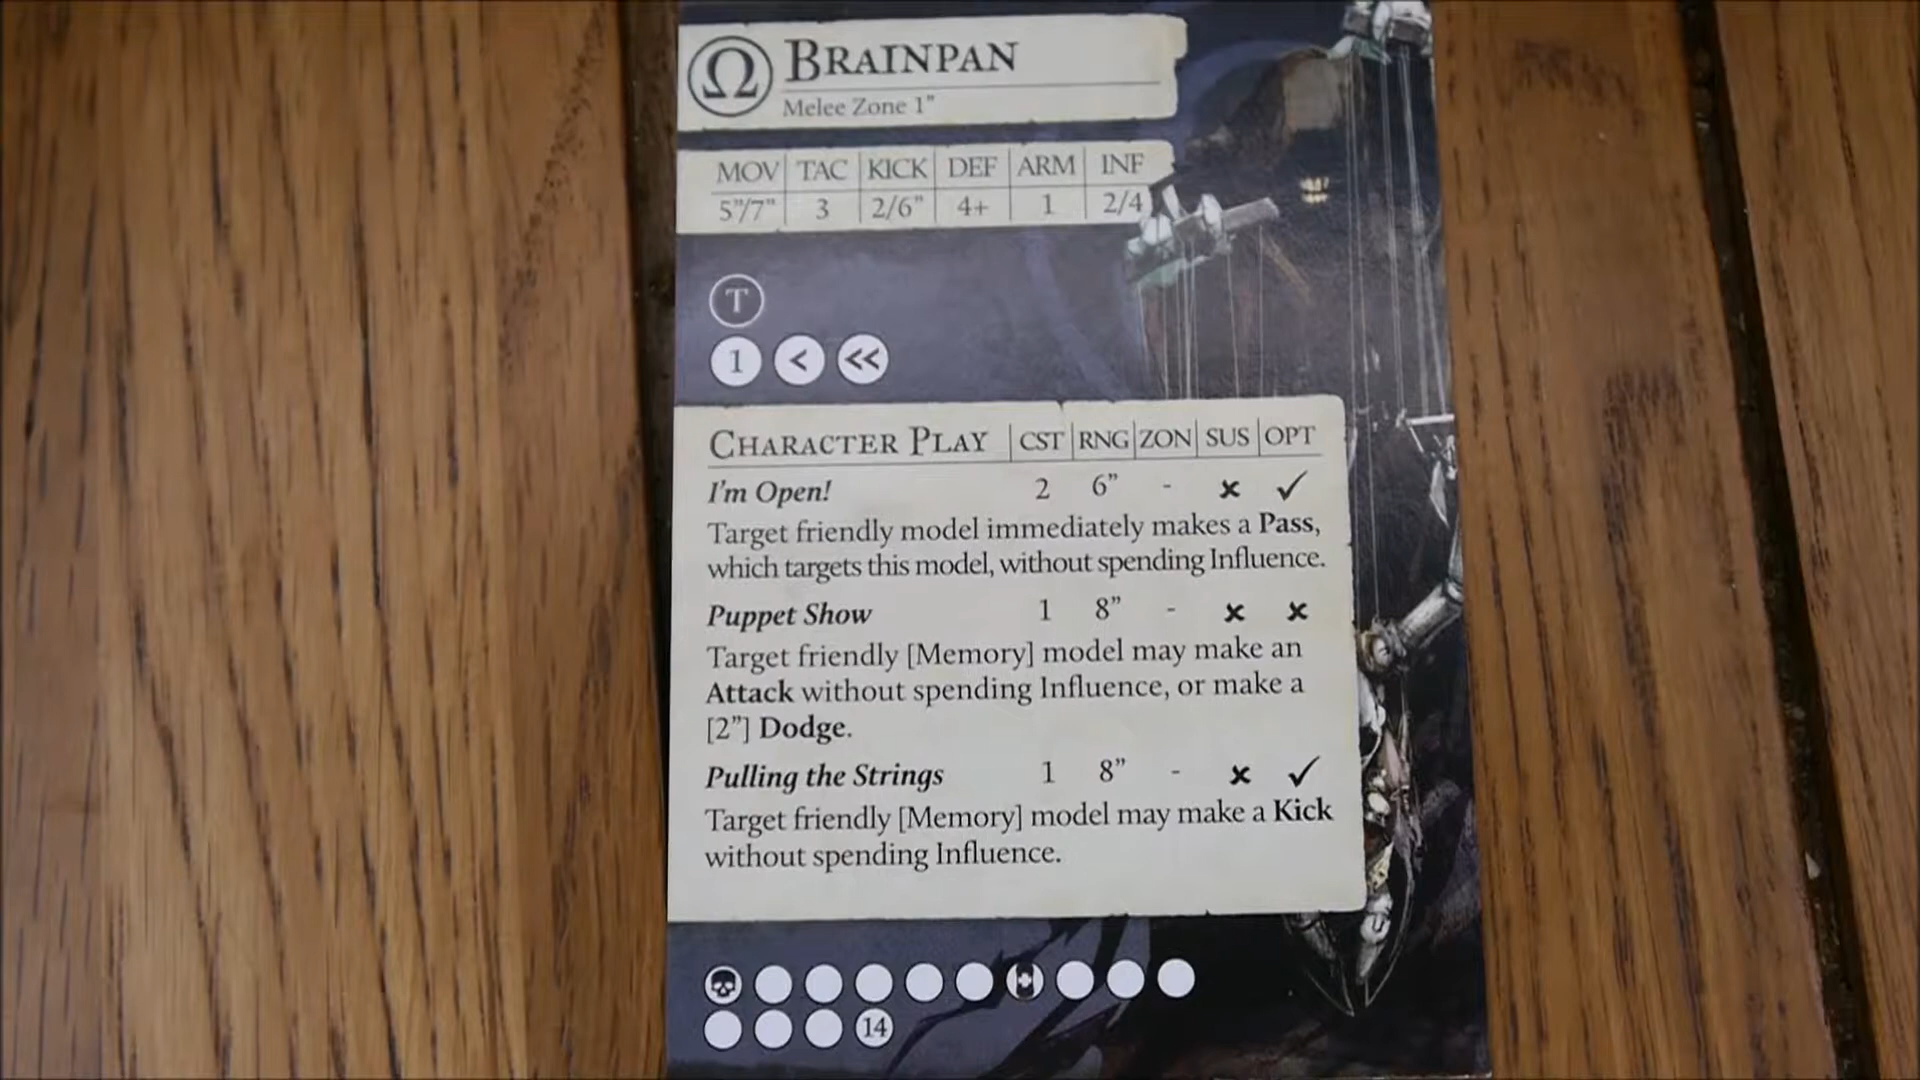 Ω BRAINPAN
Melee Zone 1"
MOV TAC KICK DEF ARM INF
5"/7" 3 2/6" 4+ 1 2/4
T
1 < <<
CHARACTER PLAY CST RNG ZON SUS OPT
I'm Open! 2 6" - ✗ ✓
Target friendly model immediately makes a Pass,
which targets this model, without spending Influence.
Puppet Show 1 8" - ✗ ✗
Target friendly [Memory] model may make an
Attack without spending Influence, or make a
[2"] Dodge.
Pulling the Strings 1 8" - ✗ ✓
Target friendly [Memory] model may make a Kick
without spending Influence.
14